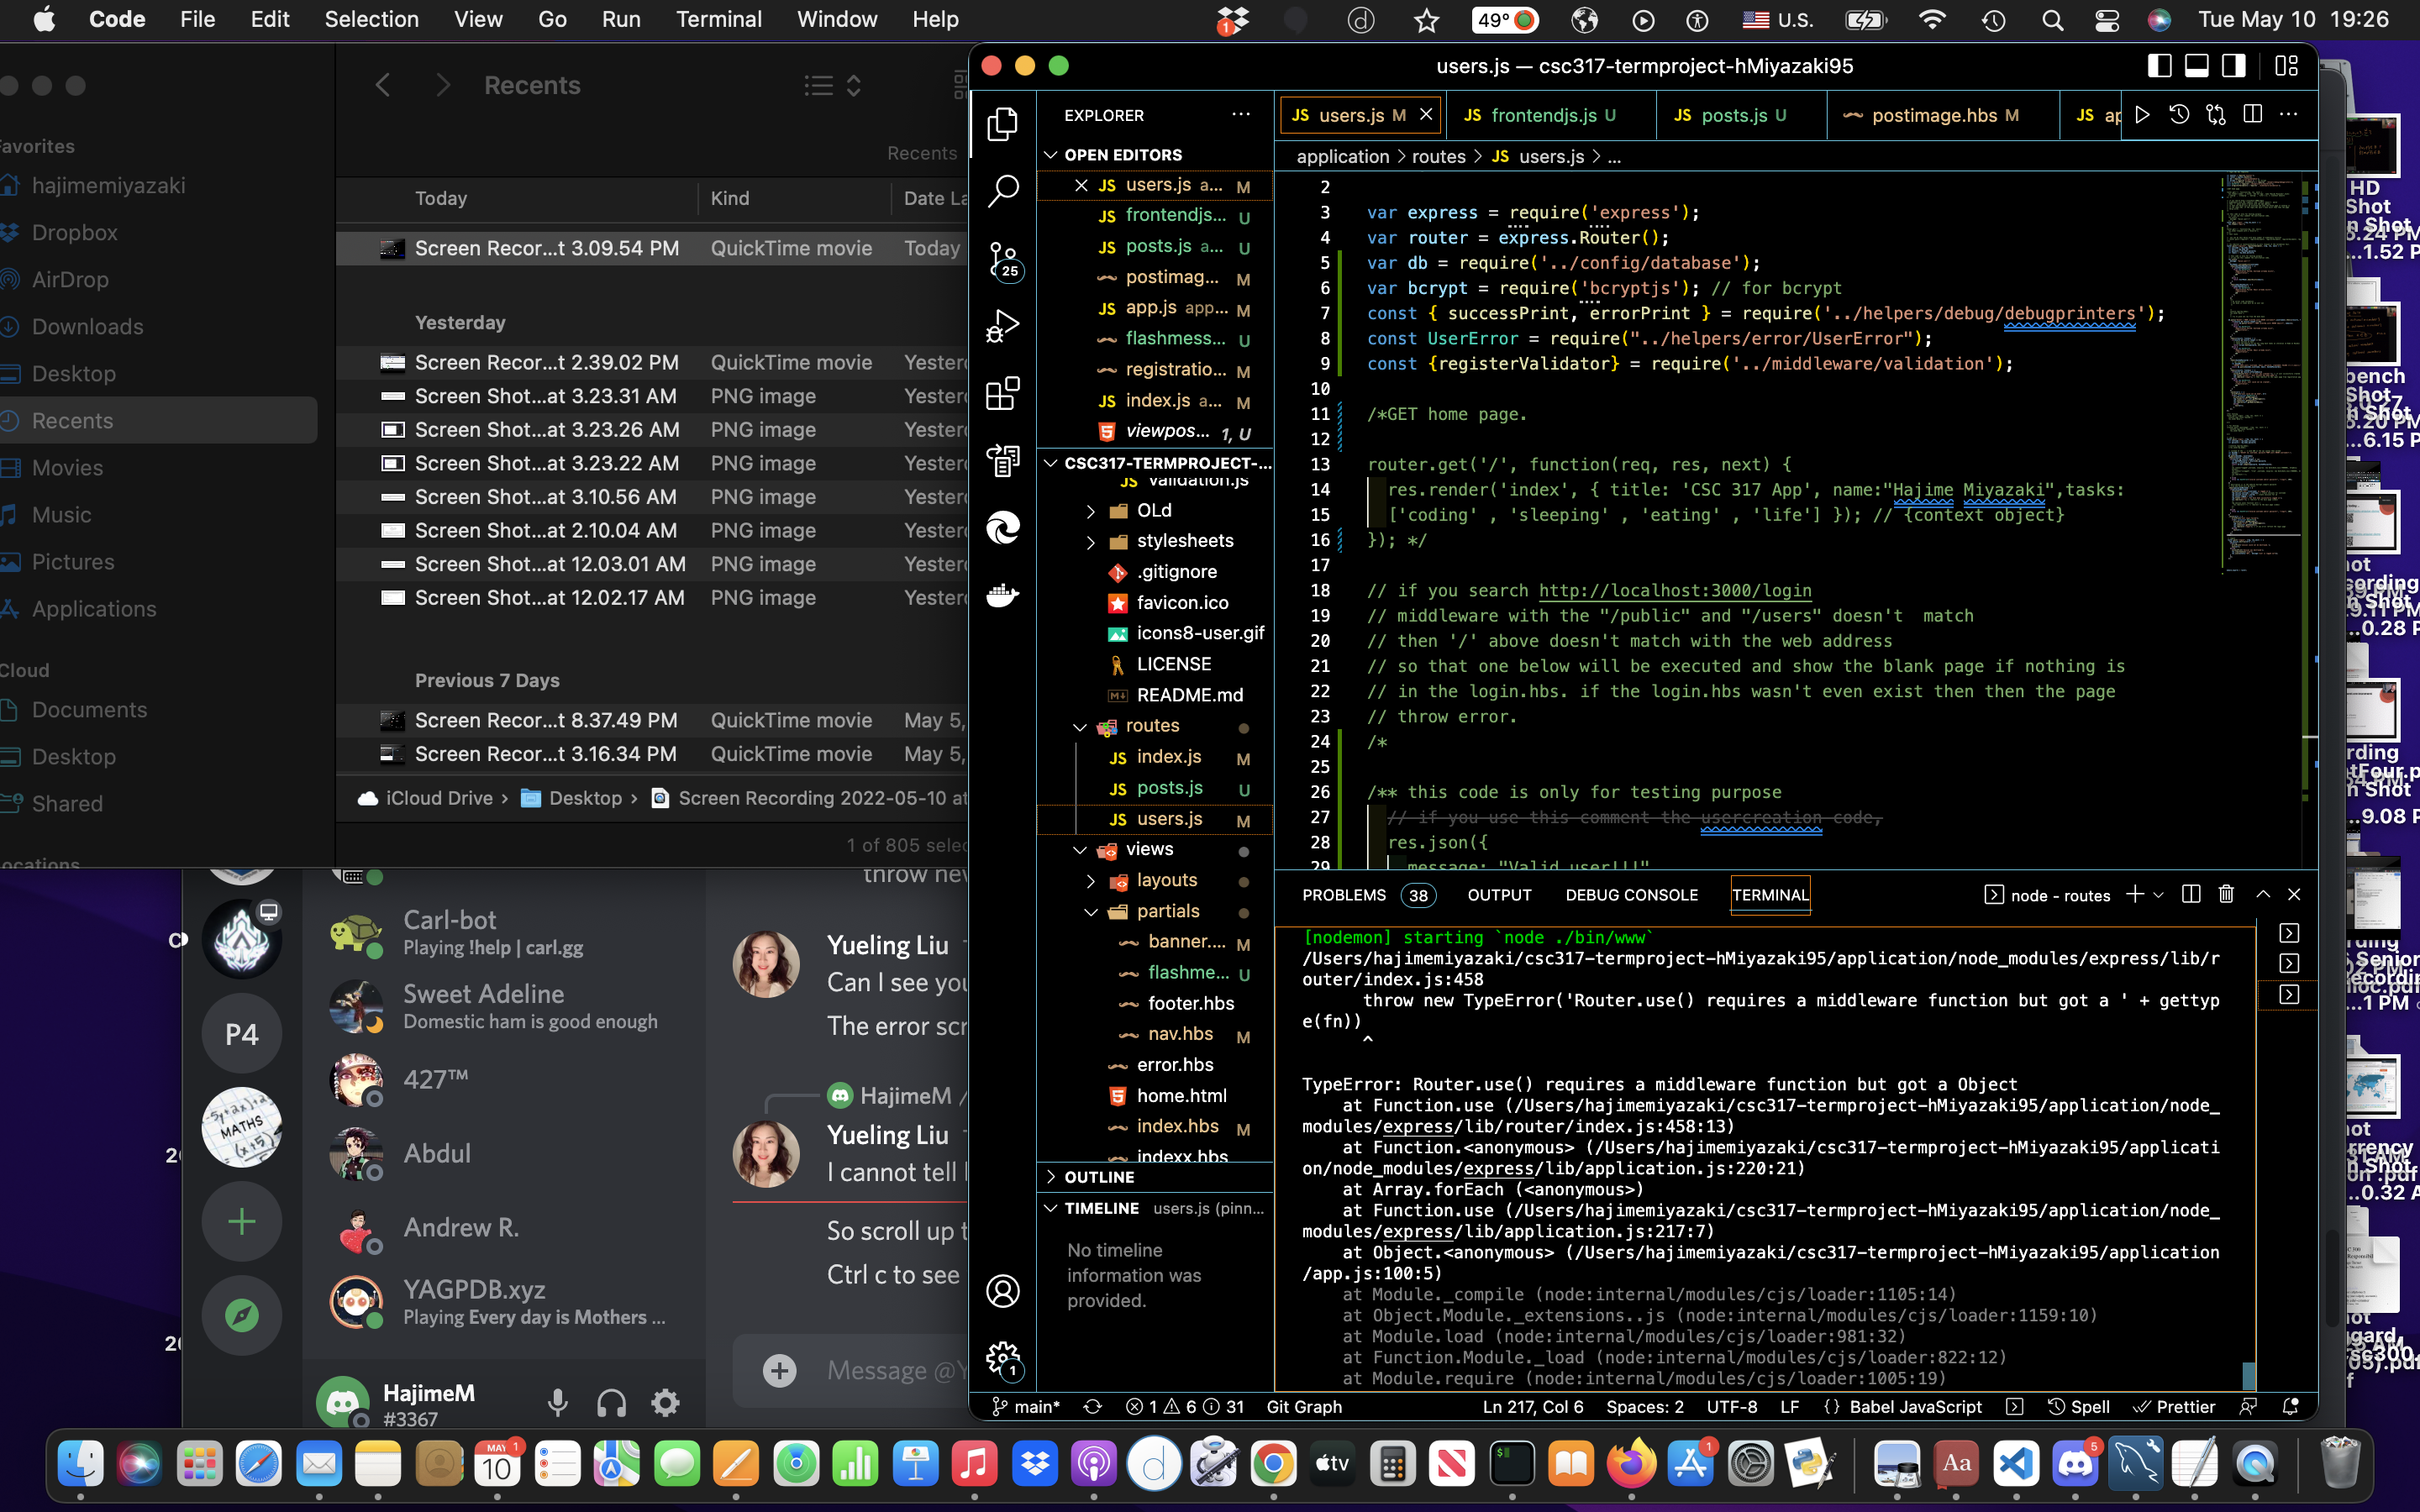 Code File Edit Selection View Go Run Terminal Window Help
1 49° U.S. Tue May 10 19:26
Recents
Favorites
hajimemiyazaki
Dropbox
AirDrop
Downloads
Desktop
Recents
Movies
Music
Pictures
Applications
Cloud
Documents
Desktop
Shared
Recents
Today Kind Date La
Screen Recor...t 3.09.54 PM QuickTime movie Today
Yesterday
Screen Recor...t 2.39.02 PM QuickTime movie Yester
Screen Shot...at 3.23.31 AM PNG image Yester
Screen Shot...at 3.23.26 AM PNG image Yester
Screen Shot...at 3.23.22 AM PNG image Yester
Screen Shot...at 3.10.56 AM PNG image Yester
Screen Shot...at 2.10.04 AM PNG image Yester
Screen Shot...at 12.03.01 AM PNG image Yester
Screen Shot...at 12.02.17 AM PNG image Yester
Previous 7 Days
Screen Recor...t 8.37.49 PM QuickTime movie May 5,
Screen Recor...t 3.16.34 PM QuickTime movie May 5,
iCloud Drive › Desktop › Screen Recording 2022-05-10 at
1 of 805 selec
throw new
P4
MATHS
Carl-bot
Playing !help | carl.gg
Sweet Adeline
Domestic ham is good enough
427™
Abdul
Andrew R.
YAGPDB.xyz
Playing Every day is Mothers ...
HajimeM
#3367
Yueling Liu
Can I see you
The error scr
HajimeM
Yueling Liu
I cannot tell
So scroll up t
Ctrl c to see
Message @Y
users.js — csc317-termproject-hMiyazaki95
EXPLORER ...
OPEN EDITORS
users.js a... M
frontendjs... U
posts.js a... U
postimag... M
app.js app... M
flashmess... U
registratio... M
index.js a... M
viewpos... 1, U
CSC317-TERMPROJECT-...
validation.js
OLd
stylesheets
.gitignore
favicon.ico
icons8-user.gif
LICENSE
README.md
routes
index.js M
posts.js U
users.js M
views
layouts
partials
banner.... M
flashme... U
footer.hbs
nav.hbs M
error.hbs
home.html
index.hbs M
indexx.hbs
OUTLINE
TIMELINE users.js (pinn...
No timeline
information was
provided.
25
1
JS users.js M JS frontendjs.js U JS posts.js U postimage.hbs M JS ap
application > routes > JS users.js > ...
2
3 var express = require('express');
4 var router = express.Router();
5 var db = require('../config/database');
6 var bcrypt = require('bcryptjs'); // for bcrypt
7 const { successPrint, errorPrint } = require('../helpers/debug/debugprinters');
8 const UserError = require("../helpers/error/UserError");
9 const {registerValidator} = require('../middleware/validation');
10
11 /*GET home page.
12
13 router.get('/', function(req, res, next) {
14 res.render('index', { title: 'CSC 317 App', name:"Hajime Miyazaki",tasks:
15 ['coding' , 'sleeping' , 'eating' , 'life'] }); // {context object}
16 }); */
17
18 // if you search http://localhost:3000/login
19 // middleware with the "/public" and "/users" doesn't  match
20 // then '/' above doesn't match with the web address
21 // so that one below will be executed and show the blank page if nothing is
22 // in the login.hbs. if the login.hbs wasn't even exist then then the page
23 // throw error.
24 /*
25
26 /** this code is only for testing purpose
27 // if you use this comment the usercreation code,
28 res.json({
29 message: "Valid user!!!"
PROBLEMS 38 OUTPUT DEBUG CONSOLE TERMINAL node - routes
[nodemon] starting `node ./bin/www`
/Users/hajimemiyazaki/csc317-termproject-hMiyazaki95/application/node_modules/express/lib/r
outer/index.js:458
throw new TypeError('Router.use() requires a middleware function but got a ' + gettyp
e(fn))
^
TypeError: Router.use() requires a middleware function but got a Object
at Function.use (/Users/hajimemiyazaki/csc317-termproject-hMiyazaki95/application/node_
modules/express/lib/router/index.js:458:13)
at Function.<anonymous> (/Users/hajimemiyazaki/csc317-termproject-hMiyazaki95/applicati
on/node_modules/express/lib/application.js:220:21)
at Array.forEach (<anonymous>)
at Function.use (/Users/hajimemiyazaki/csc317-termproject-hMiyazaki95/application/node_
modules/express/lib/application.js:217:7)
at Object.<anonymous> (/Users/hajimemiyazaki/csc317-termproject-hMiyazaki95/application
/app.js:100:5)
at Module._compile (node:internal/modules/cjs/loader:1105:14)
at Object.Module._extensions..js (node:internal/modules/cjs/loader:1159:10)
at Module.load (node:internal/modules/cjs/loader:981:32)
at Function.Module._load (node:internal/modules/cjs/loader:822:12)
at Module.require (node:internal/modules/cjs/loader:1005:19)
main* 1 6 31 Git Graph Ln 217, Col 6 Spaces: 2 UTF-8 LF {} Babel JavaScript Spell Prettier
MAY 10 1 tv 1 Aa 5